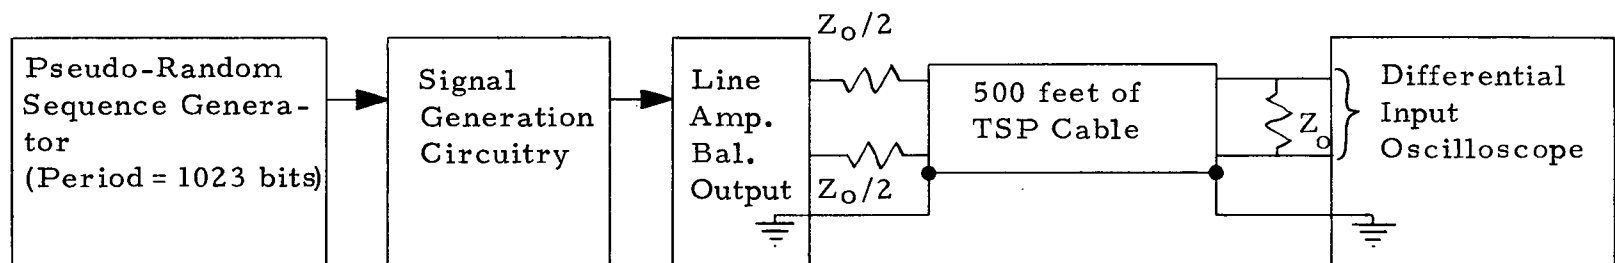 Pseudo-Random
Sequence Genera-
tor
(Period = 1023 bits)
Signal
Generation
Circuitry
Line
Amp.
Bal.
Output
Zo/2
Zo/2
500 feet of
TSP Cable
Zo
Differential
Input
Oscilloscope